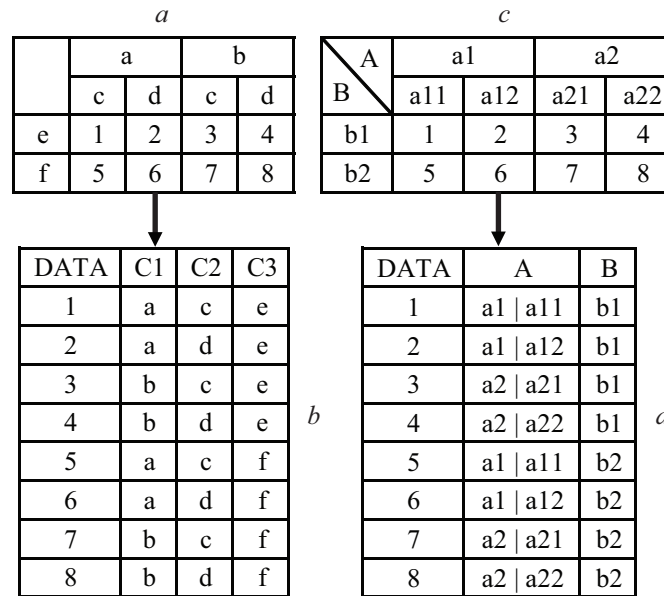 a
a b
c d c d
e 1 2 3 4
f 5 6 7 8
DATA C1 C2 C3
1 a c e
2 a d e
3 b c e
4 b d e
5 a c f
6 a d f
7 b c f
8 b d f
b
c
A a1 a2
B a11 a12 a21 a22
b1 1 2 3 4
b2 5 6 7 8
DATA A B
1 a1 | a11 b1
2 a1 | a12 b1
3 a2 | a21 b1
4 a2 | a22 b1
5 a1 | a11 b2
6 a1 | a12 b2
7 a2 | a21 b2
8 a2 | a22 b2